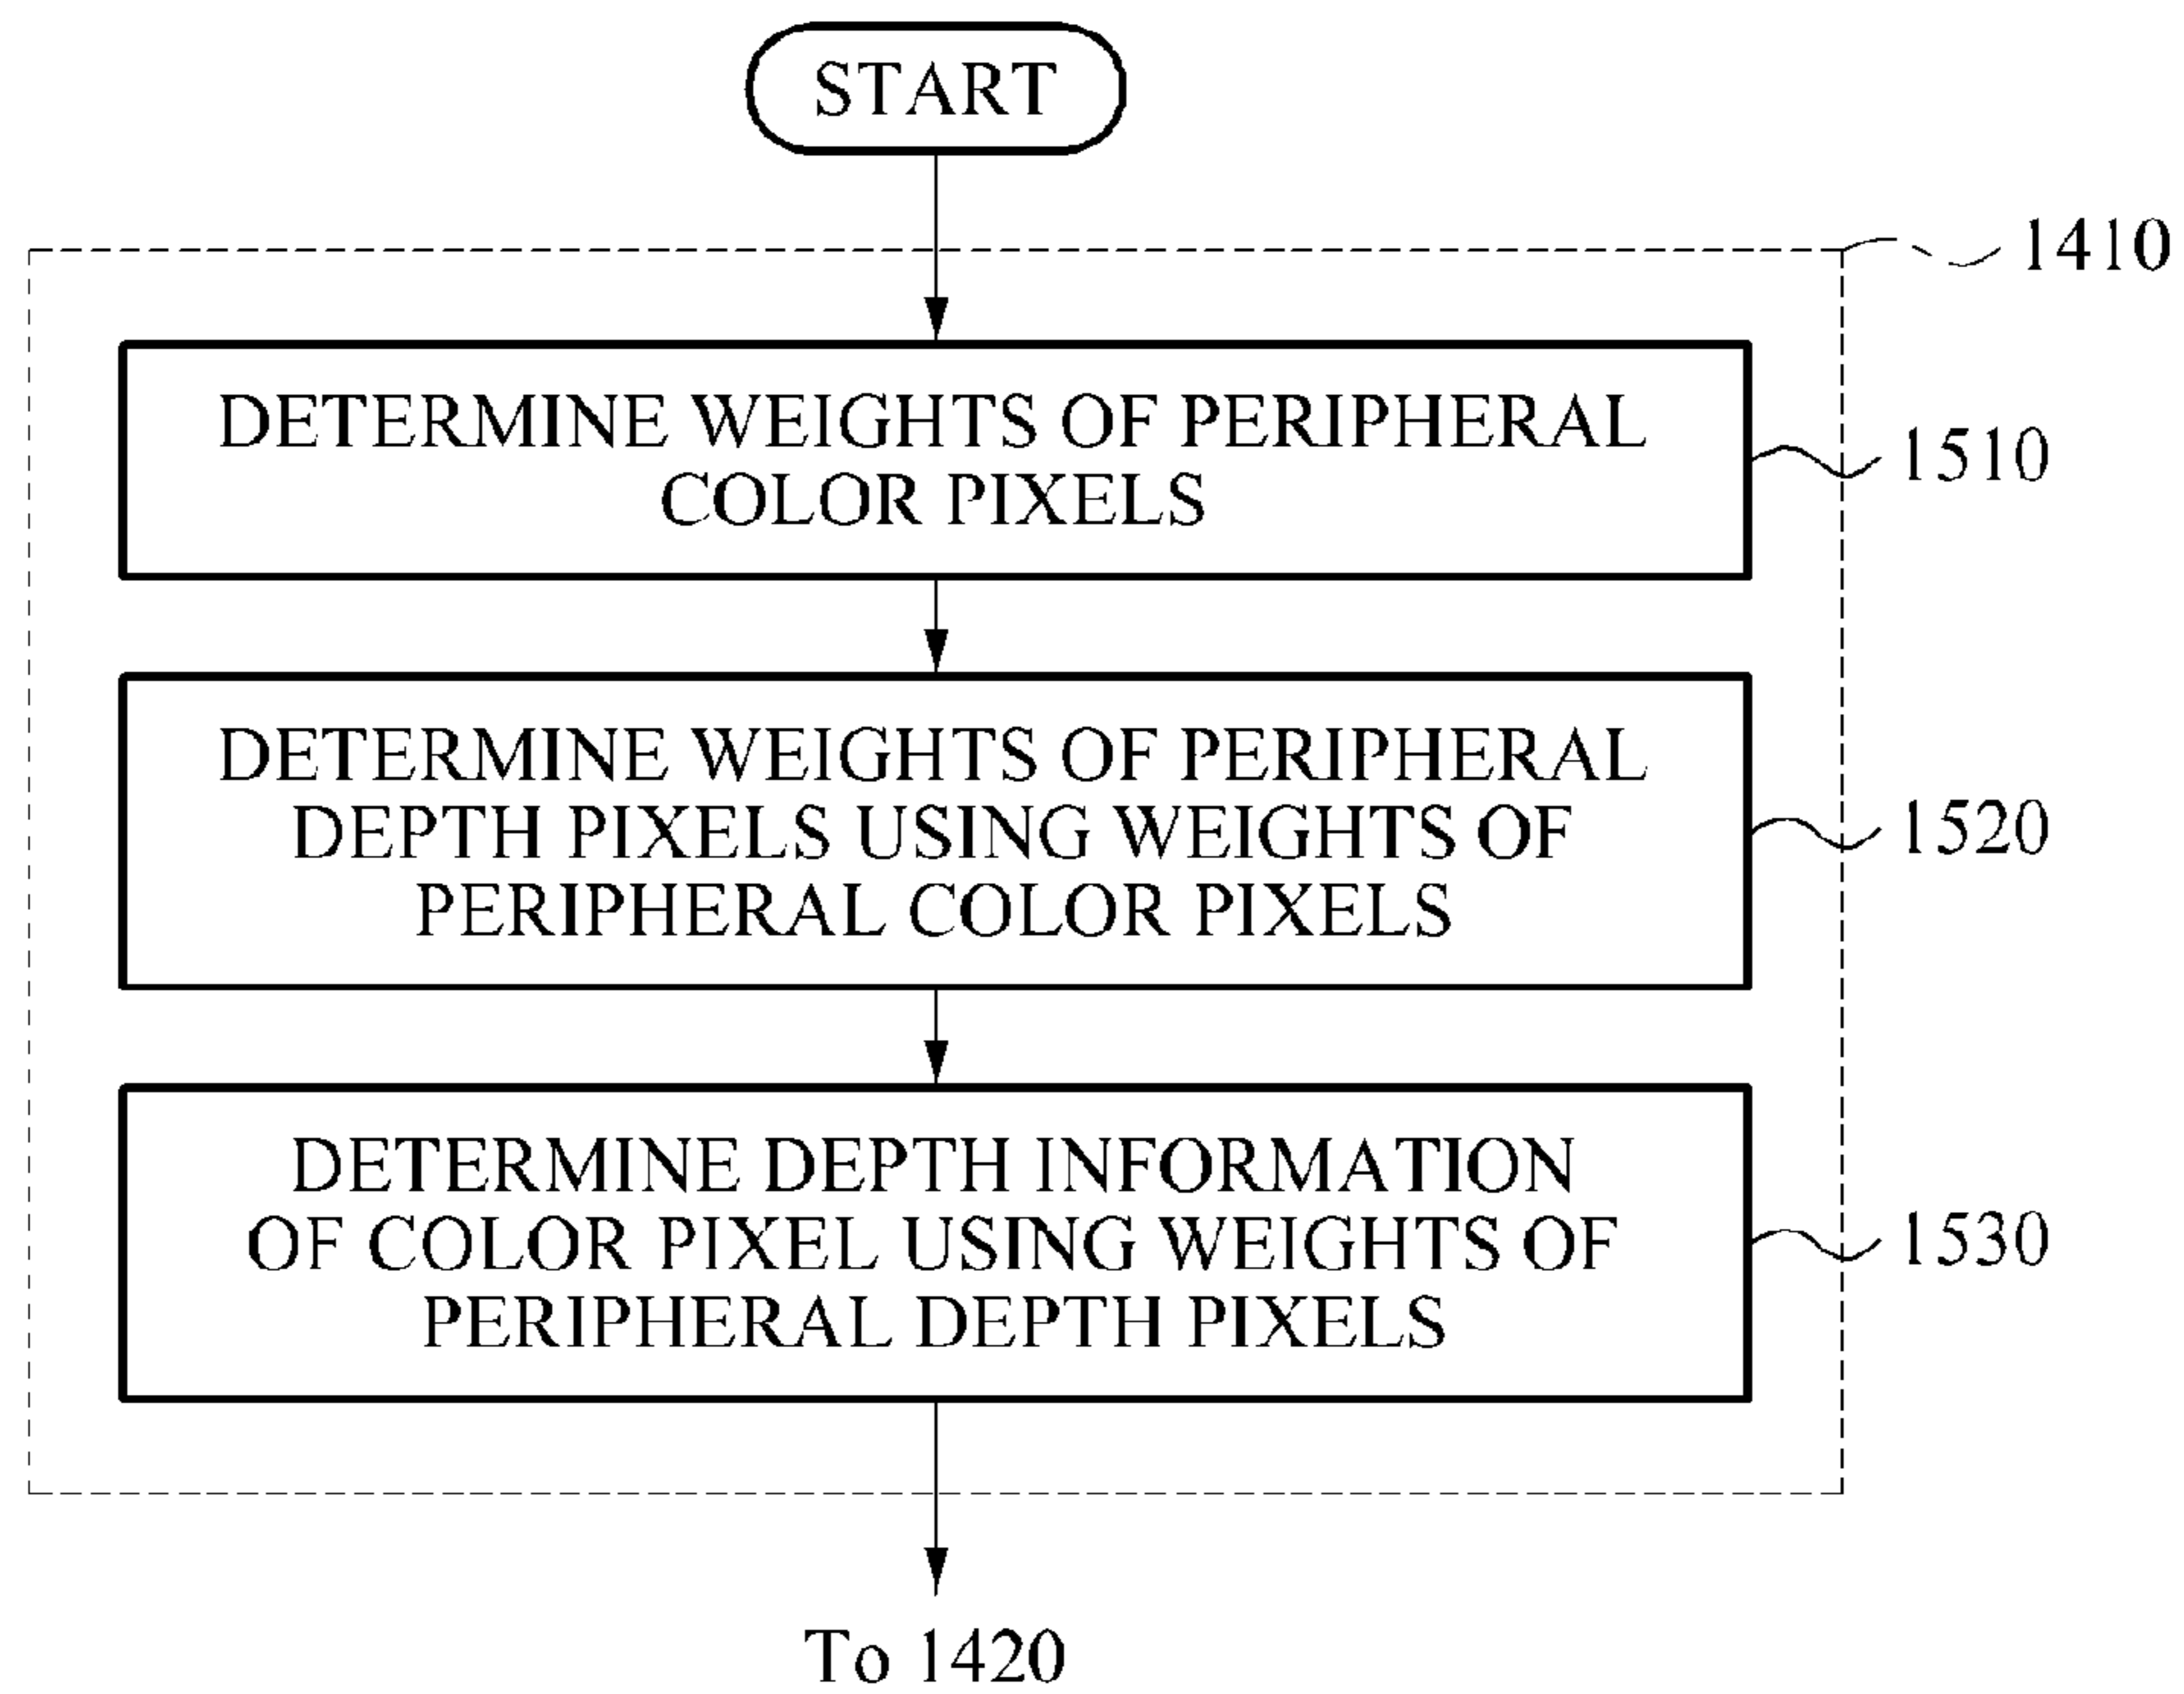 START
1410
DETERMINE WEIGHTS OF PERIPHERAL
COLOR PIXELS
1510
DETERMINE WEIGHTS OF PERIPHERAL
DEPTH PIXELS USING WEIGHTS OF
PERIPHERAL COLOR PIXELS
1520
DETERMINE DEPTH INFORMATION
OF COLOR PIXEL USING WEIGHTS OF
PERIPHERAL DEPTH PIXELS
1530
To 1420